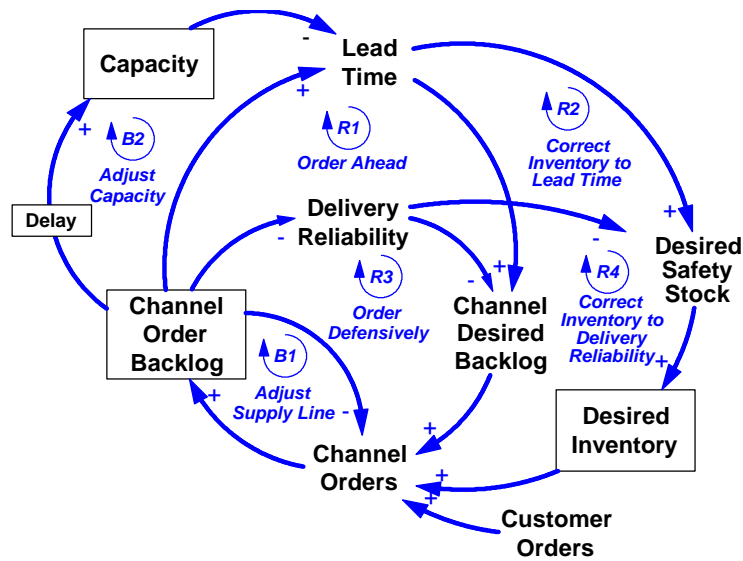 Capacity
-
Lead
Time
+
+
B2
Adjust
Capacity
R1
Order Ahead
R2
Correct
Inventory to
Lead Time
Delay
Delivery
Reliability
-
+
-
Desired
Safety
Stock
Channel
Order
Backlog
R3
Order
Defensively
-
+
Channel
Desired
Backlog
R4
Correct
Inventory to
Delivery
Reliability
B1
Adjust
Supply Line
+
-
+
+
Desired
Inventory
Channel
Orders
+
+
Customer
Orders